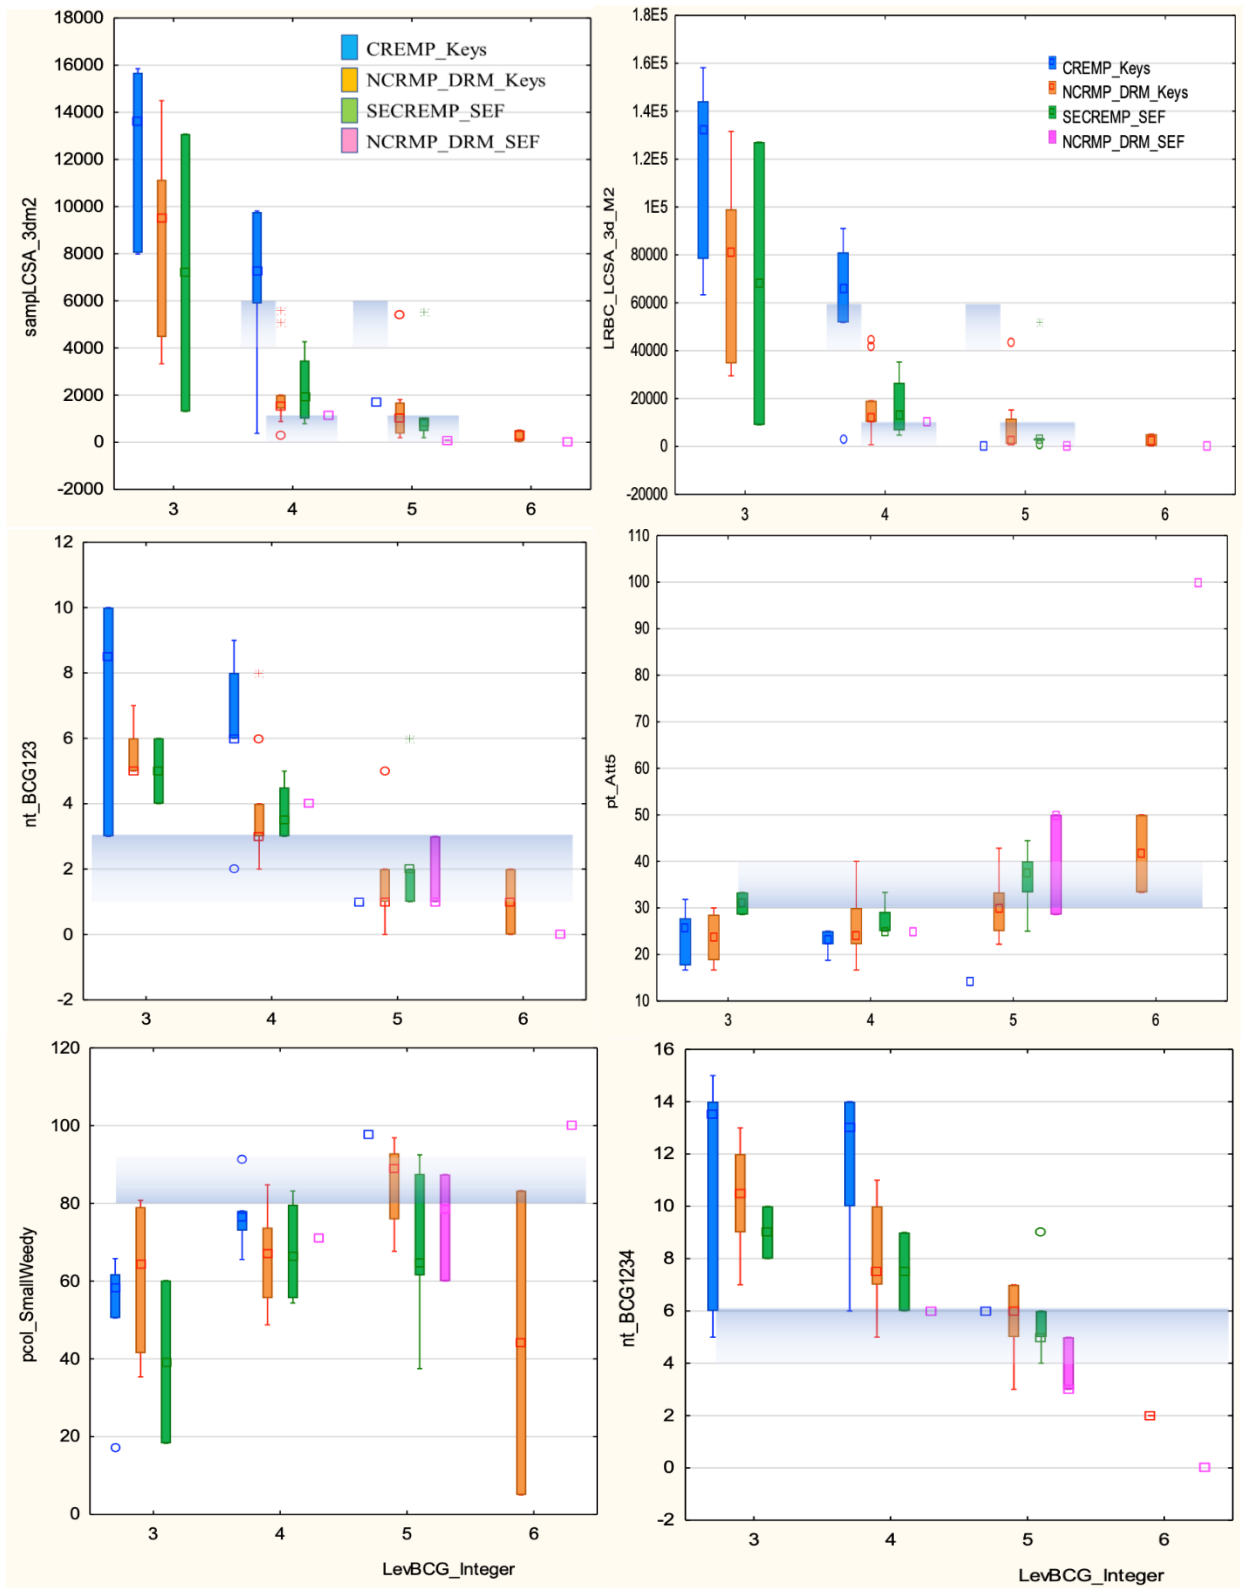 18000
16000
14000
12000
10000
8000
6000
4000
2000
0
-2000
sampLCSA_3dm2
CREMP_Keys
NCRMP_DRM_Keys
SECREMP_SEF
NCRMP_DRM_SEF
3 4 5 6
1.8E5
1.6E5
1.4E5
1.2E5
1E5
80000
60000
40000
20000
0
-20000
LRBC_LCSA_3d_M2
CREMP_Keys
NCRMP_DRM_Keys
SECREMP_SEF
NCRMP_DRM_SEF
3 4 5 6
12
10
8
6
4
2
0
-2
nt_BCG123
3 4 5 6
110
100
90
80
70
60
50
40
30
20
10
pt_Att5
3 4 5 6
120
100
80
60
40
20
0
pcol_SmallWeedy
3 4 5 6
LevBCG_Integer
16
14
12
10
8
6
4
2
0
-2
nt_BCG1234
3 4 5 6
LevBCG_Integer